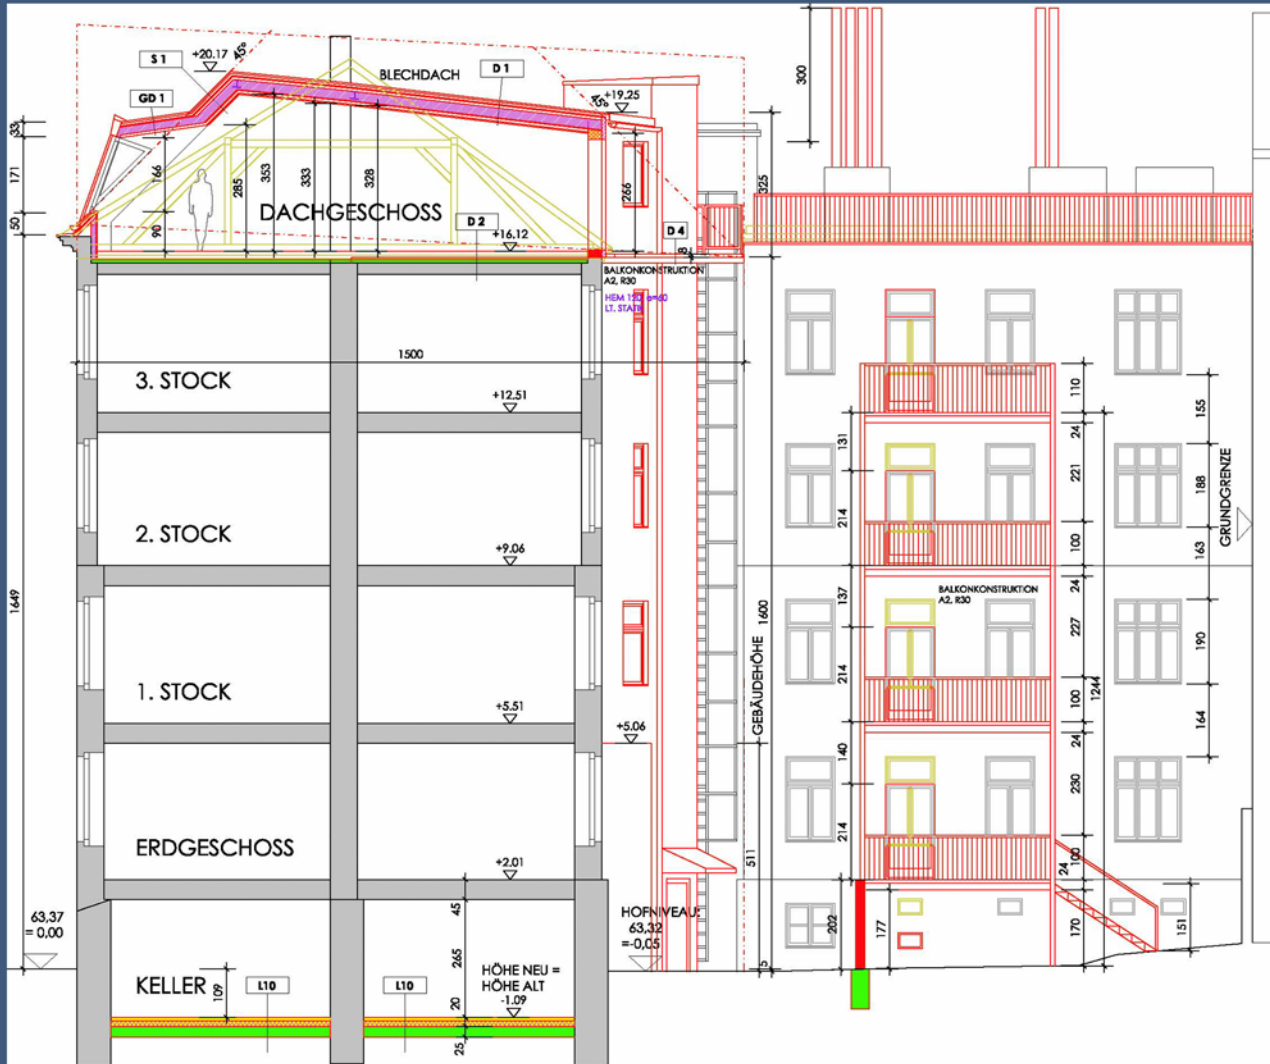 +20.17
45°
S 1
BLECHDACH
D 1
GD 1
45°
+19.25
300
33
171
50
166
90
285
353
333
328
266
325
DACHGESCHOSS
D 2
+16.12
D 4
8
BALKONKONSTRUKTION
A2, R30
HEM 120
LT. STATIK
1500
3. STOCK
+12.51
2. STOCK
+9.06
1. STOCK
+5.51
+5.06
ERDGESCHOSS
+2.01
1649
63,37
= 0,00
KELLER
109
L10
L10
45
265
20
25
HÖHE NEU =
HÖHE ALT
-1.09
HOFNIVEAU:
63,32
=-0,05
GEBÄUDEHÖHE
1600
511
5
131
214
137
214
140
214
202
177
BALKONKONSTRUKTION
A2, R30
110
24
221
100
24
227
100
24
230
100
24
170
1244
151
155
188
163
190
164
GRUNDGRENZE